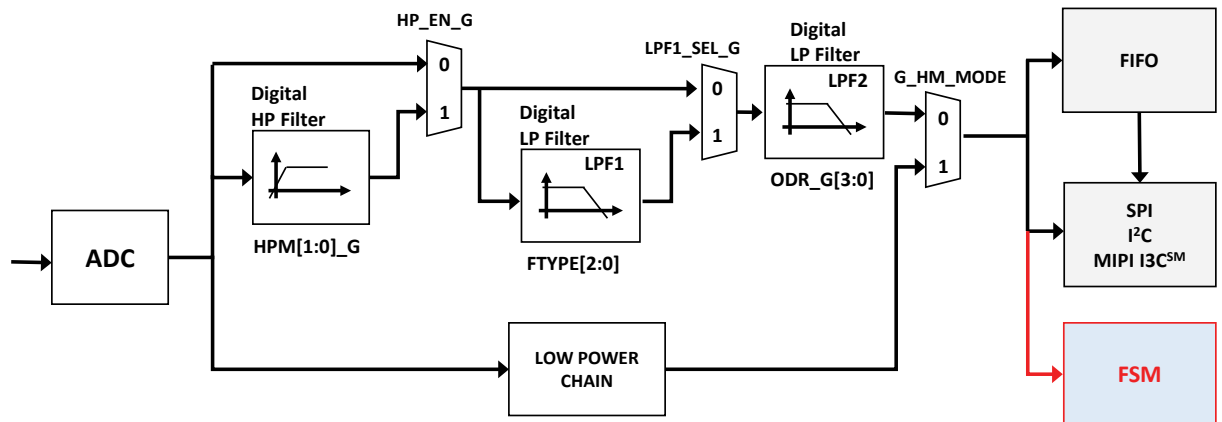 HP_EN_G
0
1
Digital
HP Filter
HPM[1:0]_G
ADC
Digital
LP Filter
LPF1
FTYPE[2:0]
LPF1_SEL_G
0
1
Digital
LP Filter
LPF2
ODR_G[3:0]
G_HM_MODE
0
1
LOW POWER
CHAIN
FIFO
SPI
I²C
MIPI I3Cˢᴹ
FSM